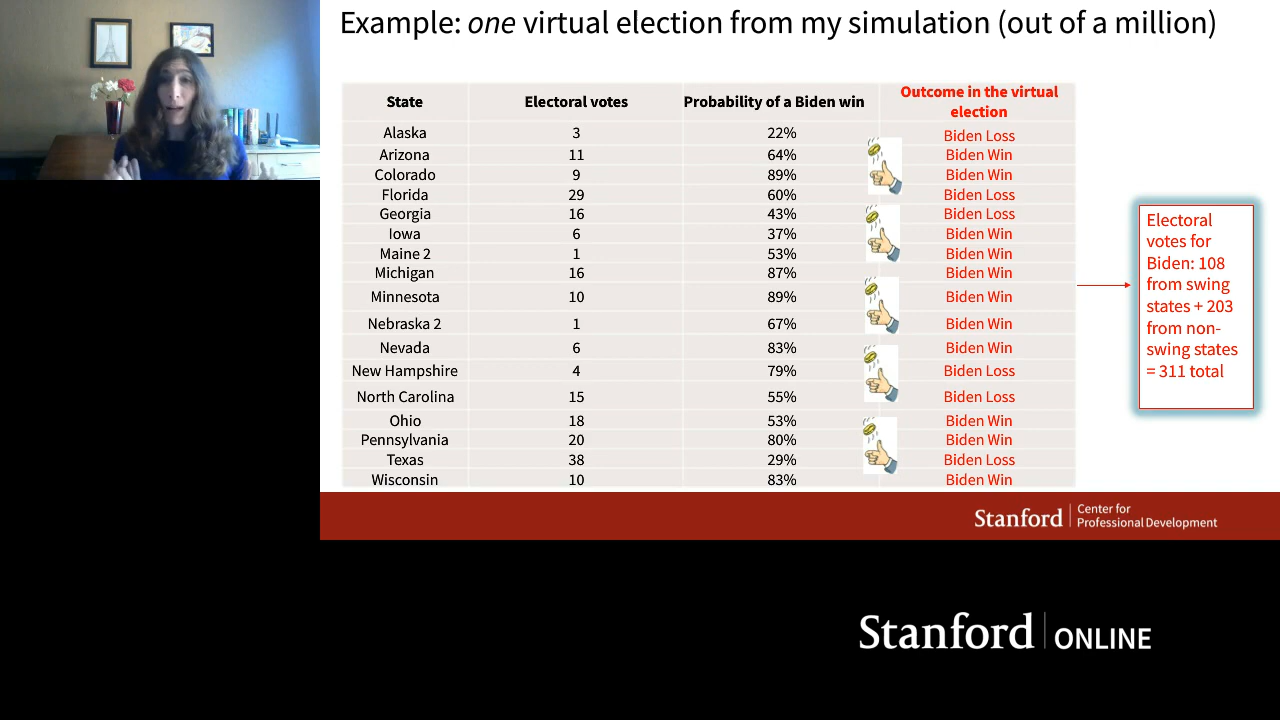 Example: one virtual election from my simulation (out of a million)
State Electoral votes Probability of a Biden win Outcome in the virtual election
Alaska 3 22% Biden Loss
Arizona 11 64% Biden Win
Colorado 9 89% Biden Win
Florida 29 60% Biden Loss
Georgia 16 43% Biden Loss
Iowa 6 37% Biden Win
Maine 2 1 53% Biden Win
Michigan 16 87% Biden Win
Minnesota 10 89% Biden Win
Nebraska 2 1 67% Biden Win
Nevada 6 83% Biden Win
New Hampshire 4 79% Biden Loss
North Carolina 15 55% Biden Loss
Ohio 18 53% Biden Win
Pennsylvania 20 80% Biden Win
Texas 38 29% Biden Loss
Wisconsin 10 83% Biden Win
Electoral
votes for
Biden: 108
from swing
states + 203
from non-
swing states
= 311 total
Stanford Center for
Professional Development
Stanford ONLINE